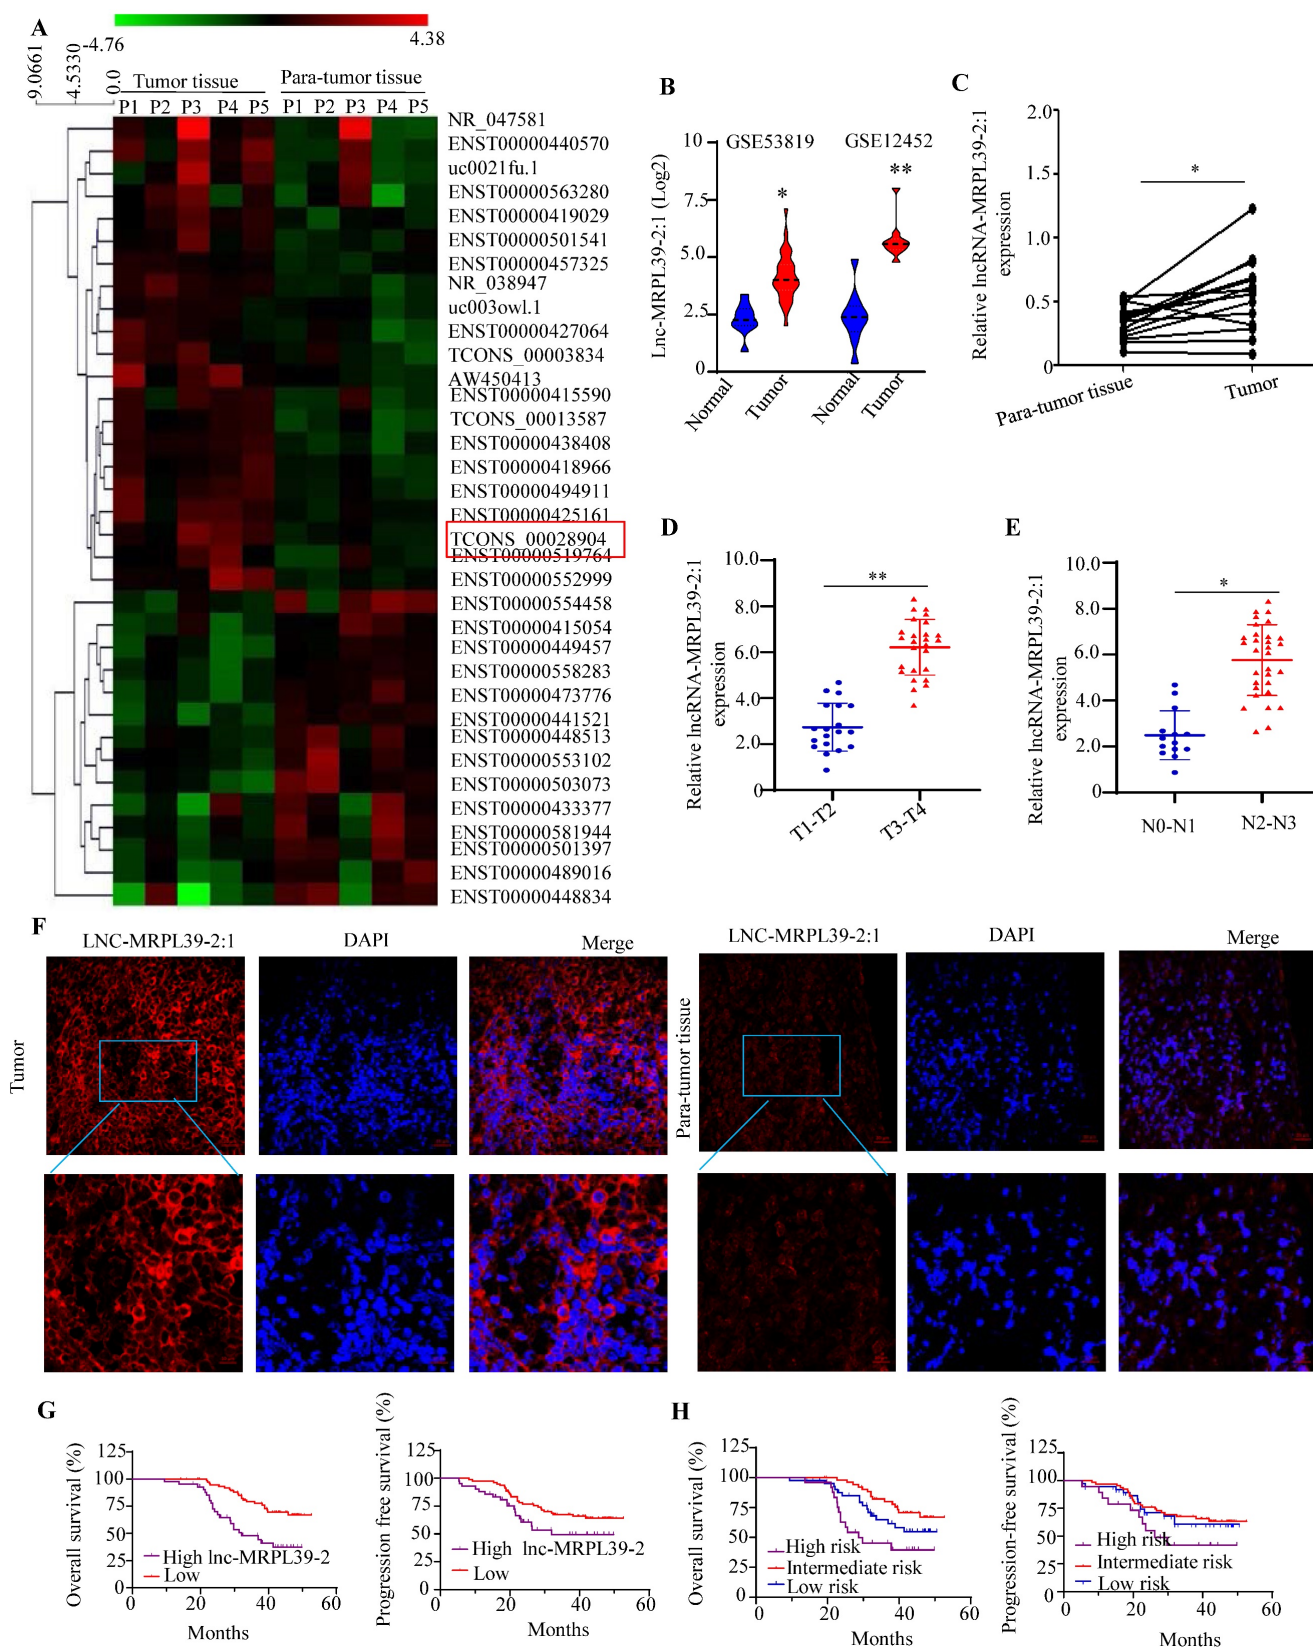 A
-4.76
4.38
9.0661
4.5330
0.0
Tumor tissue
Para-tumor tissue
P1 P2 P3 P4 P5 P1 P2 P3 P4 P5
NR_047581
ENST00000440570
uc0021fu.1
ENST00000563280
ENST00000419029
ENST00000501541
ENST00000457325
NR_038947
uc003owl.1
ENST00000427064
TCONS_00003834
AW450413
ENST00000415590
TCONS_00013587
ENST00000438408
ENST00000418966
ENST00000494911
ENST00000425161
TCONS_00028904
ENST00000519764
ENST00000552999
ENST00000554458
ENST00000415054
ENST00000449457
ENST00000558283
ENST00000473776
ENST00000441521
ENST00000448513
ENST00000553102
ENST00000503073
ENST00000433377
ENST00000581944
ENST00000501397
ENST00000489016
ENST00000448834
B
Lnc-MRPL39-2:1 (Log2)
10
7.5
5.0
2.5
0
GSE53819
GSE12452
*
**
Normal
Tumor
Normal
Tumor
C
Relative lncRNA-MRPL39-2:1
expression
2.0
1.5
1.0
0.5
0
*
Para-tumor tissue
Tumor
D
Relative lncRNA-MRPL39-2:1
expression
10.0
8.0
6.0
4.0
2.0
0
**
T1-T2
T3-T4
E
Relative lncRNA-MRPL39-2:1
expression
10.0
8.0
6.0
4.0
2.0
0
*
N0-N1
N2-N3
F
LNC-MRPL39-2:1
DAPI
Merge
LNC-MRPL39-2:1
DAPI
Merge
Tumor
Para-tumor tissue
G
Overall survival (%)
125
100
75
50
25
0
High lnc-MRPL39-2
Low
0 20 40 60
Months
Progression free survival (%)
125
100
75
50
25
0
High lnc-MRPL39-2
Low
0 20 40 60
Months
H
Overall survival (%)
125
100
75
50
25
0
High risk
Intermediate risk
Low risk
0 20 40 60
Months
Progression-free survival (%)
125
100
75
50
25
0
High risk
Intermediate risk
Low risk
0 20 40 60
Months